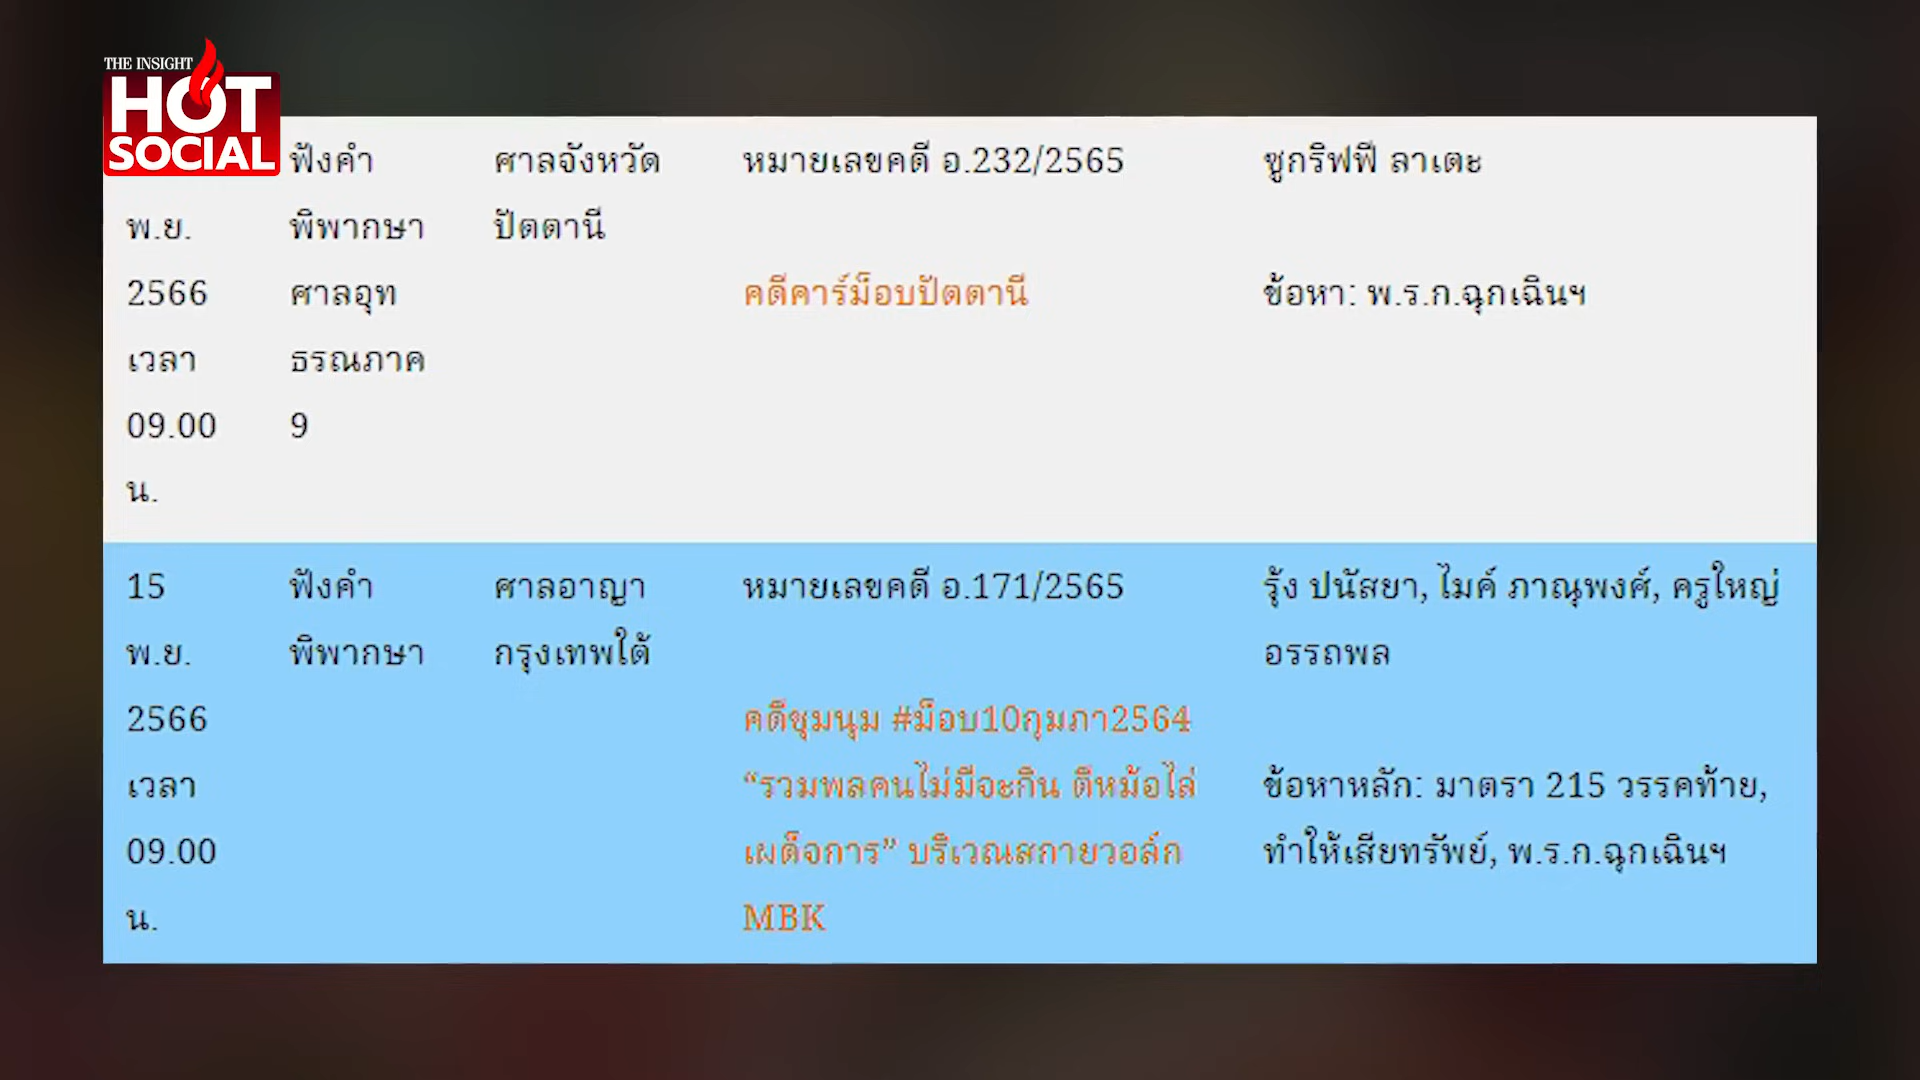 THE INSIGHT
HOT
SOCIAL
พ.ย.
2566
เวลา
09.00
น.
ฟังคำ
พิพากษา
ศาลอุท
ธรณภาค
9
ศาลจังหวัด
ปัตตานี
หมายเลขคดี อ.232/2565
คดีคาร์ม็อบปัตตานี
ซูกริฟฟี ลาเตะ
ข้อหา: พ.ร.ก.ฉุกเฉินฯ
15
พ.ย.
2566
เวลา
09.00
น.
ฟังคำ
พิพากษา
ศาลอาญา
กรุงเทพใต้
หมายเลขคดี อ.171/2565
คดีชุมนุม #ม็อบ10กุมภา2564
“รวมพลคนไม่มีจะกิน ตีหม้อไล่
เผด็จการ” บริเวณสกายวอล์ก
MBK
รุ้ง ปนัสยา, ไมค์ ภาณุพงศ์, ครูใหญ่
อรรถพล
ข้อหาหลัก: มาตรา 215 วรรคท้าย,
ทำให้เสียทรัพย์, พ.ร.ก.ฉุกเฉินฯ